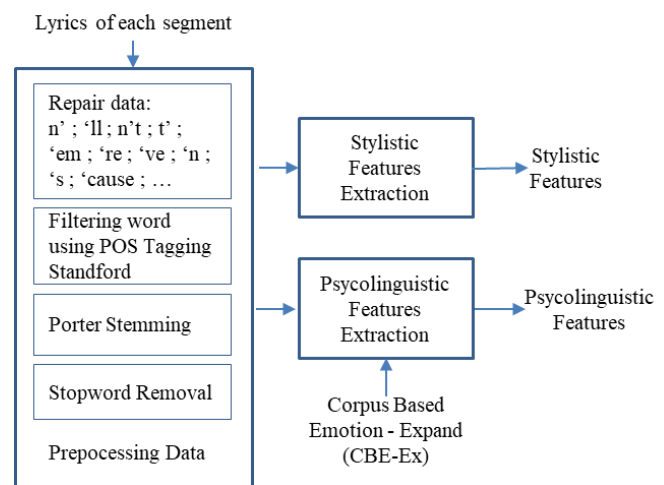 Lyrics of each segment
Repair data:
n’ ; ‘ll ; n’t ; t’ ;
‘em ; ‘re ; ‘ve ; ‘n ;
‘s ; ‘cause ; …
Filtering word
using POS Tagging
Standford
Porter Stemming
Stopword Removal
Prepocessing Data
Stylistic
Features
Extraction
Stylistic
Features
Psycolinguistic
Features
Extraction
Psycolinguistic
Features
Corpus Based
Emotion - Expand
(CBE-Ex)